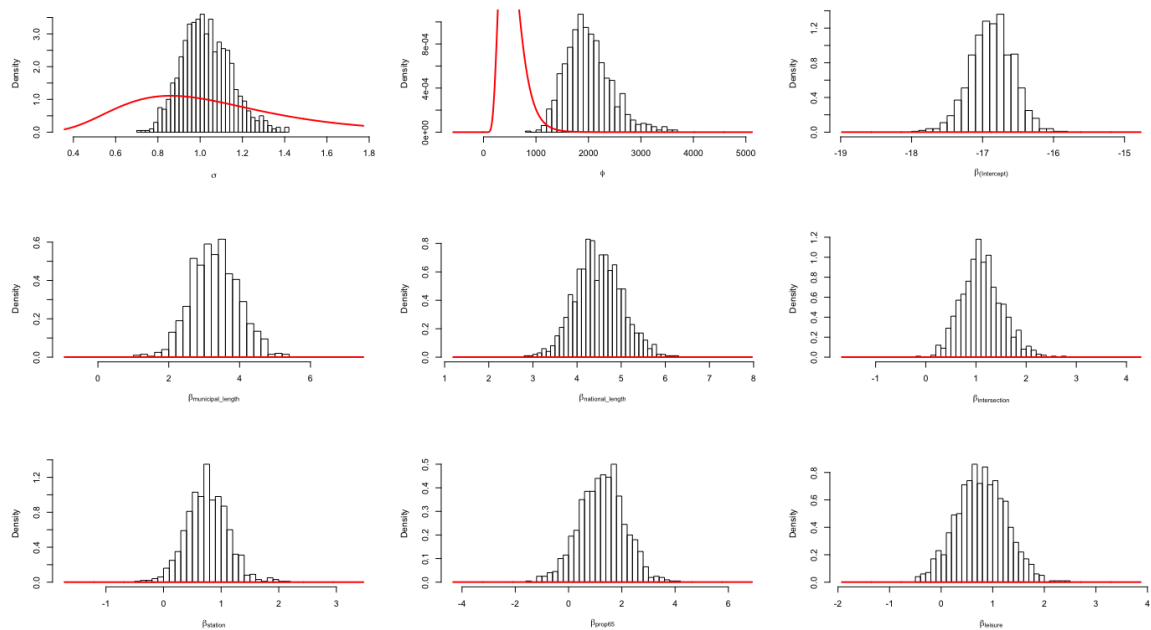 Density
0.0 1.0 2.0 3.0
0.4 0.6 0.8 1.0 1.2 1.4 1.6 1.8
σ
Density
0e+00 4e-04 8e-04
0 1000 2000 3000 4000 5000
ϕ
Density
0.0 0.4 0.8 1.2
-19 -18 -17 -16 -15
β(Intercept)
Density
0.0 0.2 0.4 0.6
0 2 4 6
βmunicipal_length
Density
0.0 0.2 0.4 0.6 0.8
1 2 3 4 5 6 7 8
βnational_length
Density
0.0 0.2 0.4 0.6 0.8 1.0 1.2
-1 0 1 2 3 4
βintersection
Density
0.0 0.4 0.8 1.2
-1 0 1 2 3
βstation
Density
0.0 0.1 0.2 0.3 0.4 0.5
-4 -2 0 2 4 6
βprop65
Density
0.0 0.2 0.4 0.6 0.8
-2 -1 0 1 2 3 4
βleisure